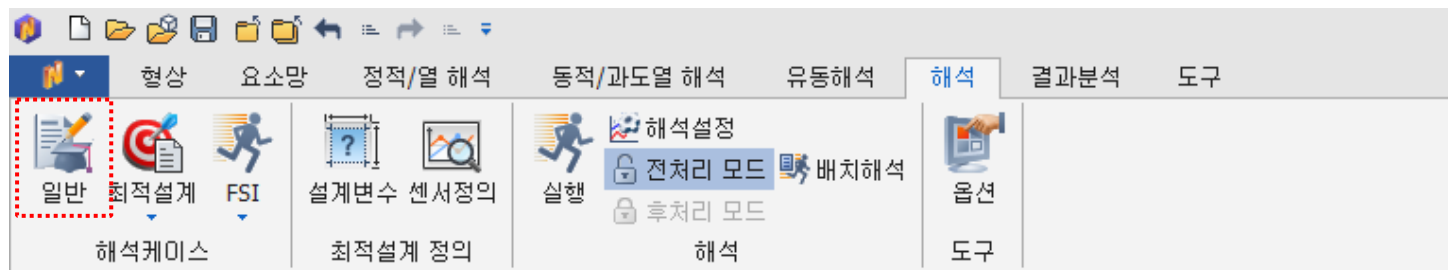 형상 요소망 정적/열 해석 동적/과도열 해석 유동해석 해석 결과분석 도구
해석설정
전처리 모드 배치해석
일반 최적설계 FSI 설계변수 센서정의 실행 옵션
후처리 모드
해석케이스 최적설계 정의 해석 도구